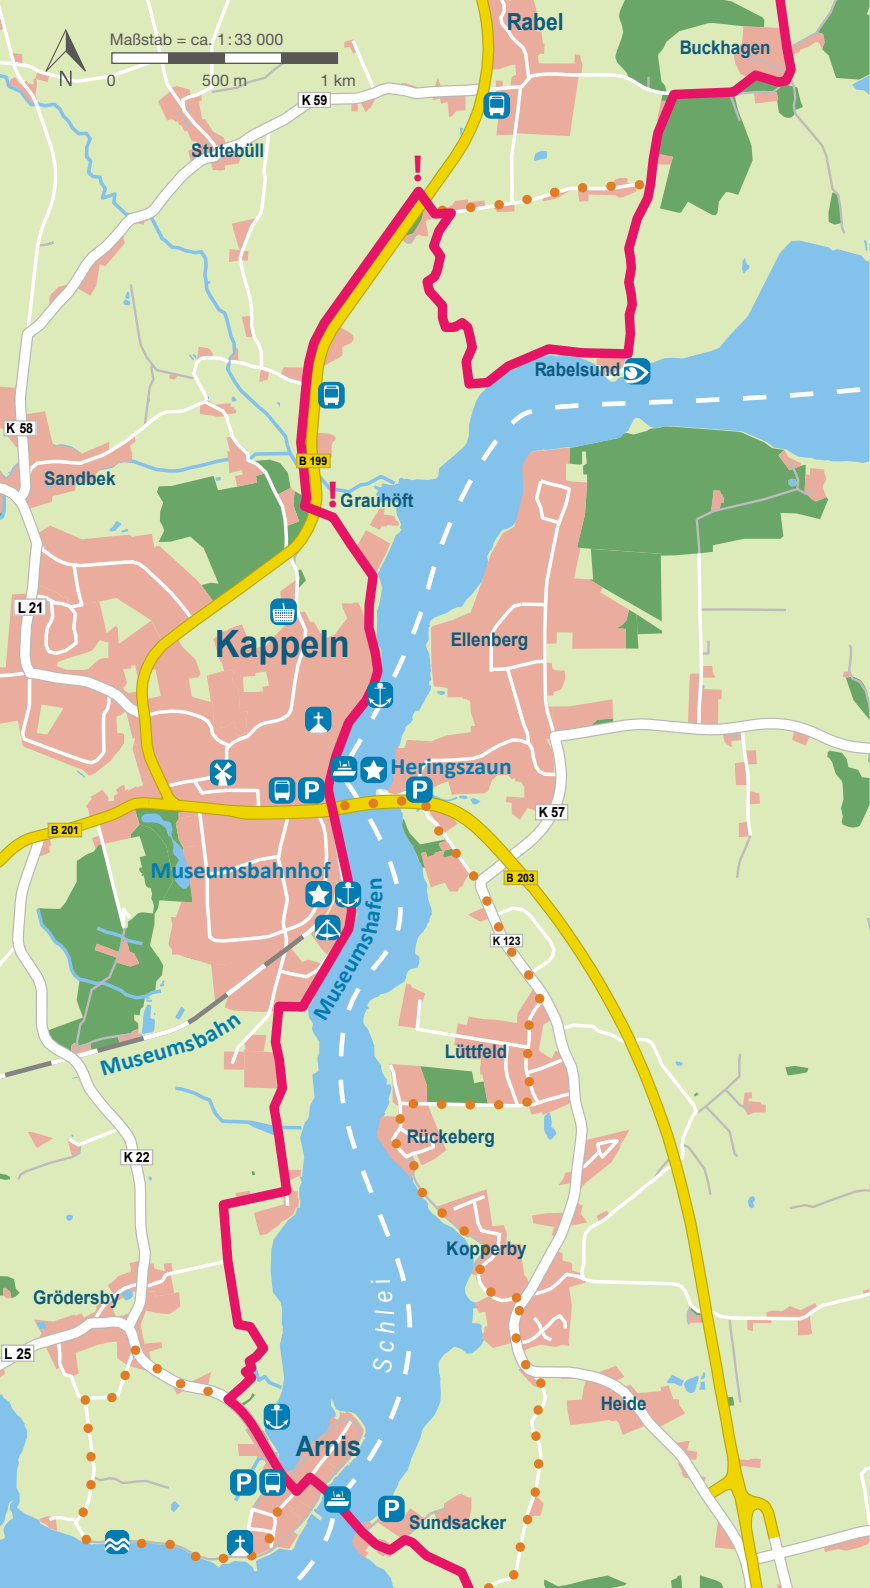 Rabel
Maßstab = ca. 1 : 33 000
Buckhagen
N
0 500 m 1 km
K 59
Stutebüll
!
Rabelsund
K 58
B 199
Sandbek
!
Grauhöft
L 21
Kappeln
Ellenberg
Heringszaun
P
P
K 57
B 201
Museumsbahnhof
B 203
Museumshafen
K 123
Museumsbahn
Lüttfeld
Rückeberg
K 22
Kopperby
Grödersby
Schlei
L 25
Heide
Arnis
P
P
Sundsacker